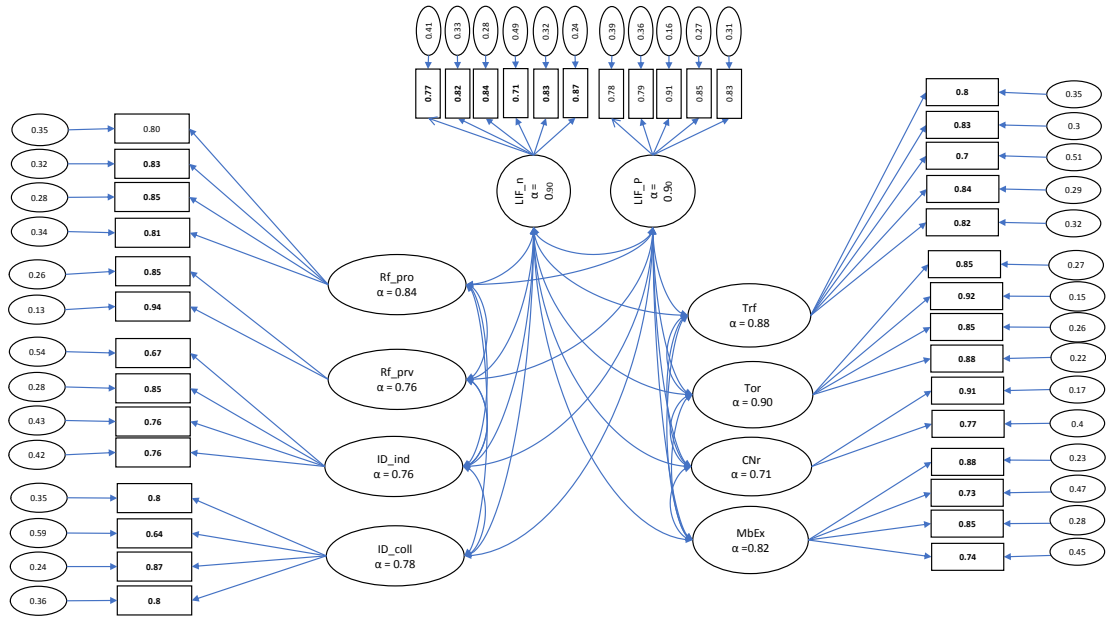 0.41 0.33 0.28 0.49 0.32 0.24 0.39 0.36 0.16 0.27 0.31
0.77 0.82 0.84 0.71 0.83 0.87 0.78 0.79 0.91 0.85 0.83
LIF_n
α =
0.90
LIF_P
α =
0.90
0.35 0.80
0.32 0.83
0.28 0.85
0.34 0.81
0.26 0.85
0.13 0.94
0.54 0.67
0.28 0.85
0.43 0.76
0.42 0.76
0.35 0.8
0.59 0.64
0.24 0.87
0.36 0.8
Rf_pro
α = 0.84
Rf_prv
α = 0.76
ID_ind
α = 0.76
ID_coll
α = 0.78
Trf
α = 0.88
Tor
α = 0.90
CNr
α = 0.71
MbEx
α =0.82
0.8 0.35
0.83 0.3
0.7 0.51
0.84 0.29
0.82 0.32
0.85 0.27
0.92 0.15
0.85 0.26
0.88 0.22
0.91 0.17
0.77 0.4
0.88 0.23
0.73 0.47
0.85 0.28
0.74 0.45